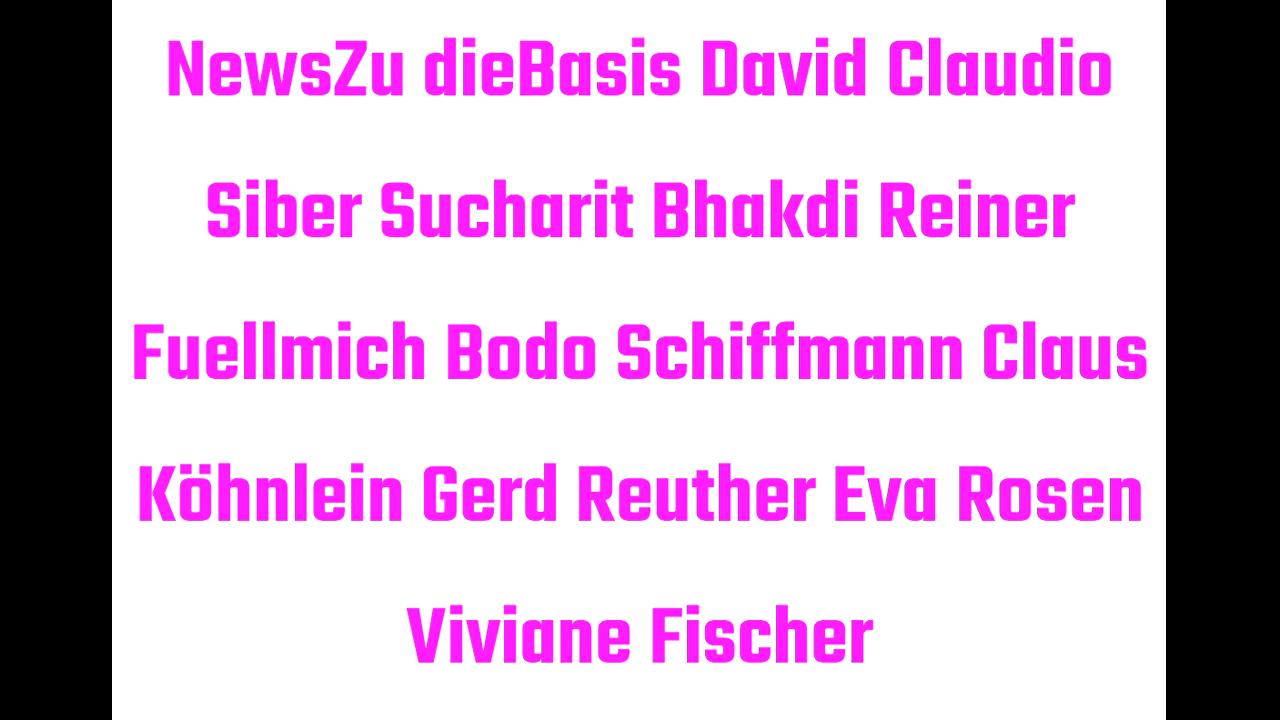 NewsZu dieBasis David Claudio
Siber Sucharit Bhakdi Reiner
Fuellmich Bodo Schiffmann Claus
Köhnlein Gerd Reuther Eva Rosen
Viviane Fischer